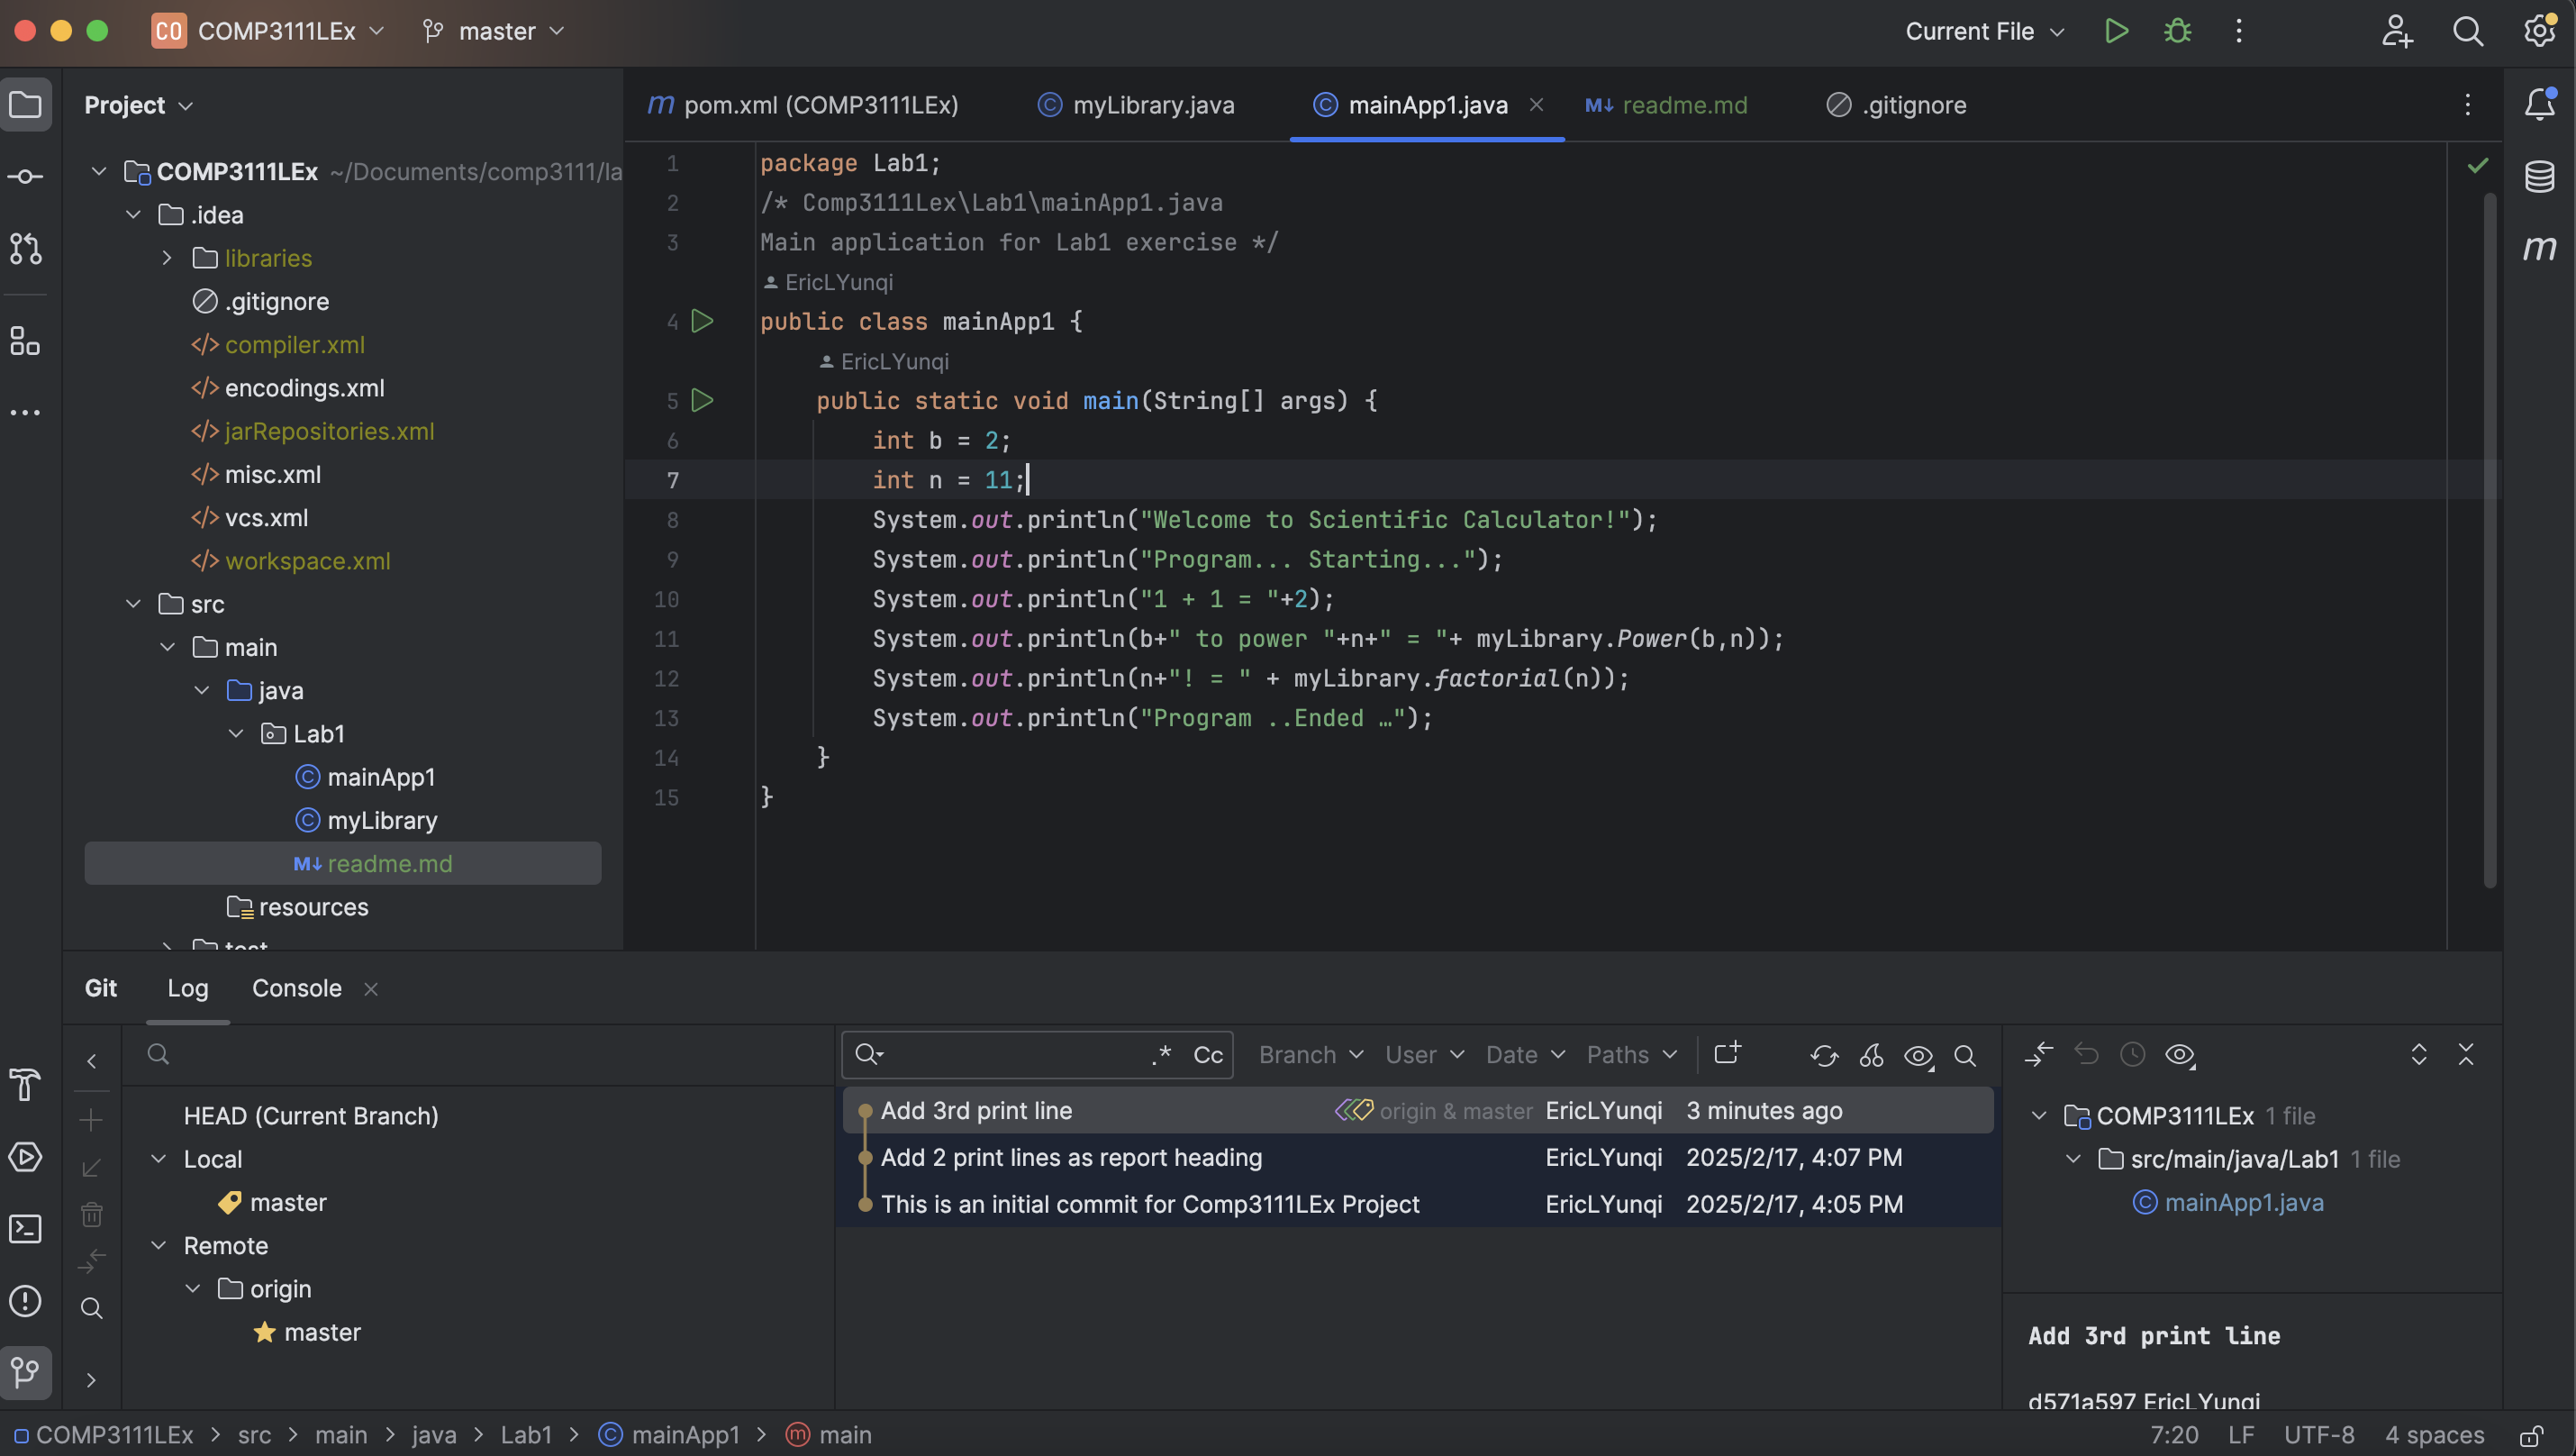 CO COMP3111LEx master Current File
Project
COMP3111LEx ~/Documents/comp3111/la
.idea
libraries
.gitignore
compiler.xml
encodings.xml
jarRepositories.xml
misc.xml
vcs.xml
workspace.xml
src
main
java
Lab1
mainApp1
myLibrary
M↓ readme.md
resources
test
m pom.xml (COMP3111LEx) myLibrary.java mainApp1.java M↓ readme.md .gitignore
1 package Lab1;
2 /* Comp3111Lex\Lab1\mainApp1.java
3 Main application for Lab1 exercise */
EricLYunqi
4 public class mainApp1 {
EricLYunqi
5 public static void main(String[] args) {
6 int b = 2;
7 int n = 11;
8 System.out.println("Welcome to Scientific Calculator!");
9 System.out.println("Program... Starting...");
10 System.out.println("1 + 1 = "+2);
11 System.out.println(b+" to power "+n+" = "+ myLibrary.Power(b,n));
12 System.out.println(n+"! = " + myLibrary.factorial(n));
13 System.out.println("Program ..Ended …");
14 }
15 }
m
Git Log Console
HEAD (Current Branch)
Local
master
Remote
origin
master
.* Cc Branch User Date Paths
Add 3rd print line origin & master EricLYunqi 3 minutes ago
Add 2 print lines as report heading EricLYunqi 2025/2/17, 4:07 PM
This is an initial commit for Comp3111LEx Project EricLYunqi 2025/2/17, 4:05 PM
COMP3111LEx 1 file
src/main/java/Lab1 1 file
mainApp1.java
Add 3rd print line
d571a597 EricLYunqi
COMP3111LEx > src > main > java > Lab1 > mainApp1 > main 7:20 LF UTF-8 4 spaces